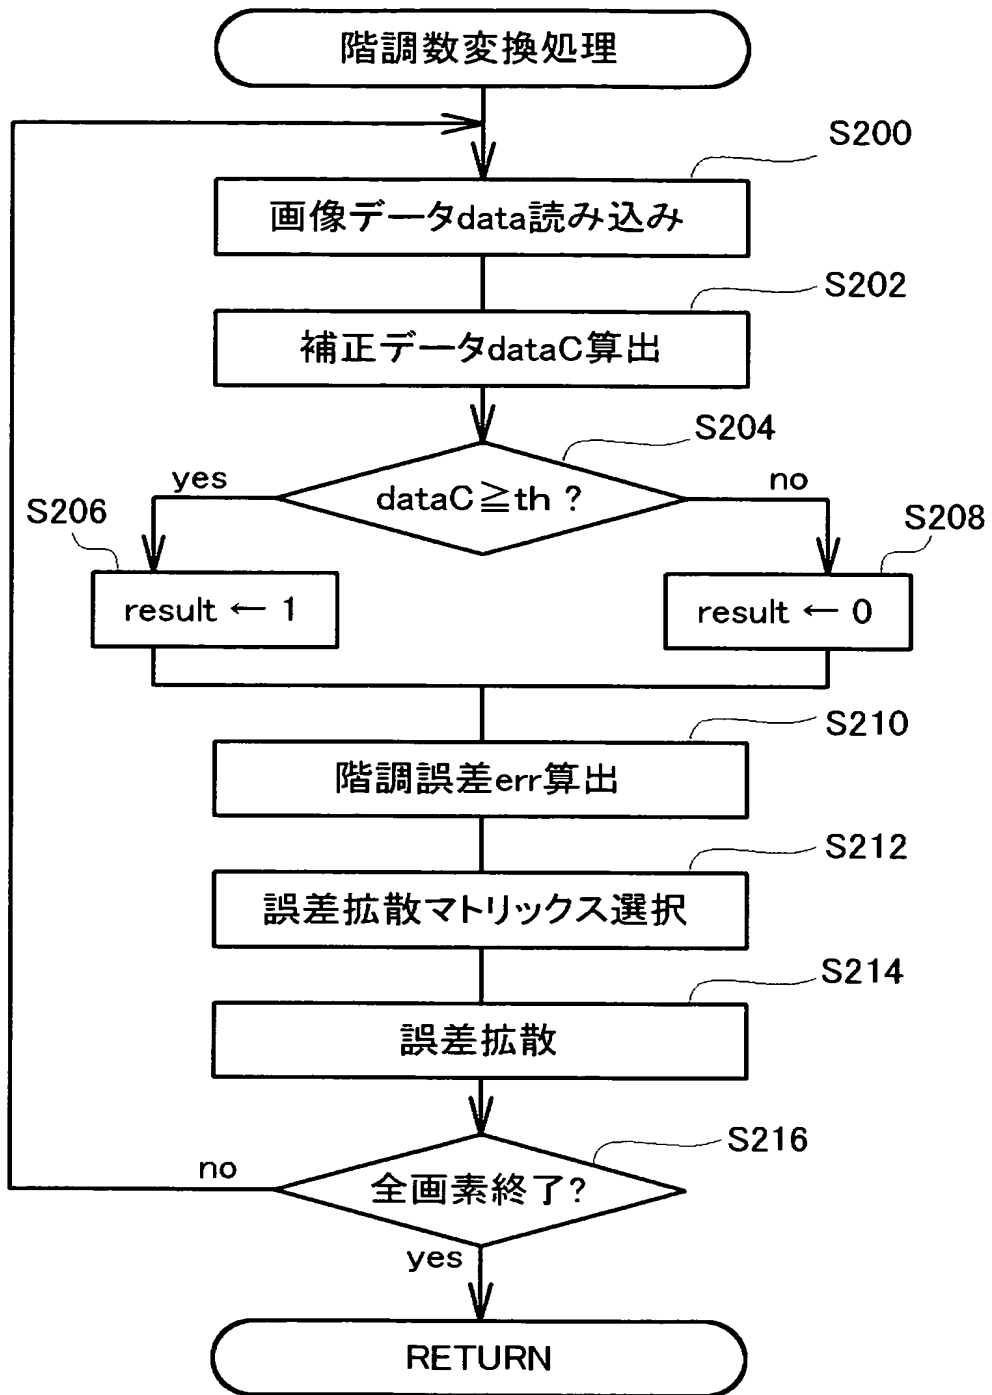 階調数変換処理
S200
画像データdata読み込み
S202
補正データdataC算出
S204
dataC≧th ?
yes
no
S206
S208
result ← 1
result ← 0
S210
階調誤差err算出
S212
誤差拡散マトリックス選択
S214
誤差拡散
S216
全画素終了?
no
yes
RETURN